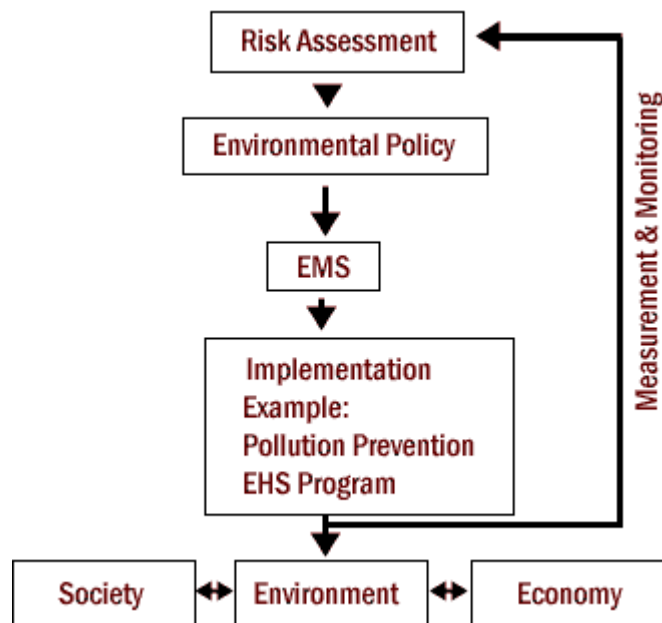 Risk Assessment
Environmental Policy
EMS
Implementation
Example:
Pollution Prevention
EHS Program
Measurement & Monitoring
Society
Environment
Economy